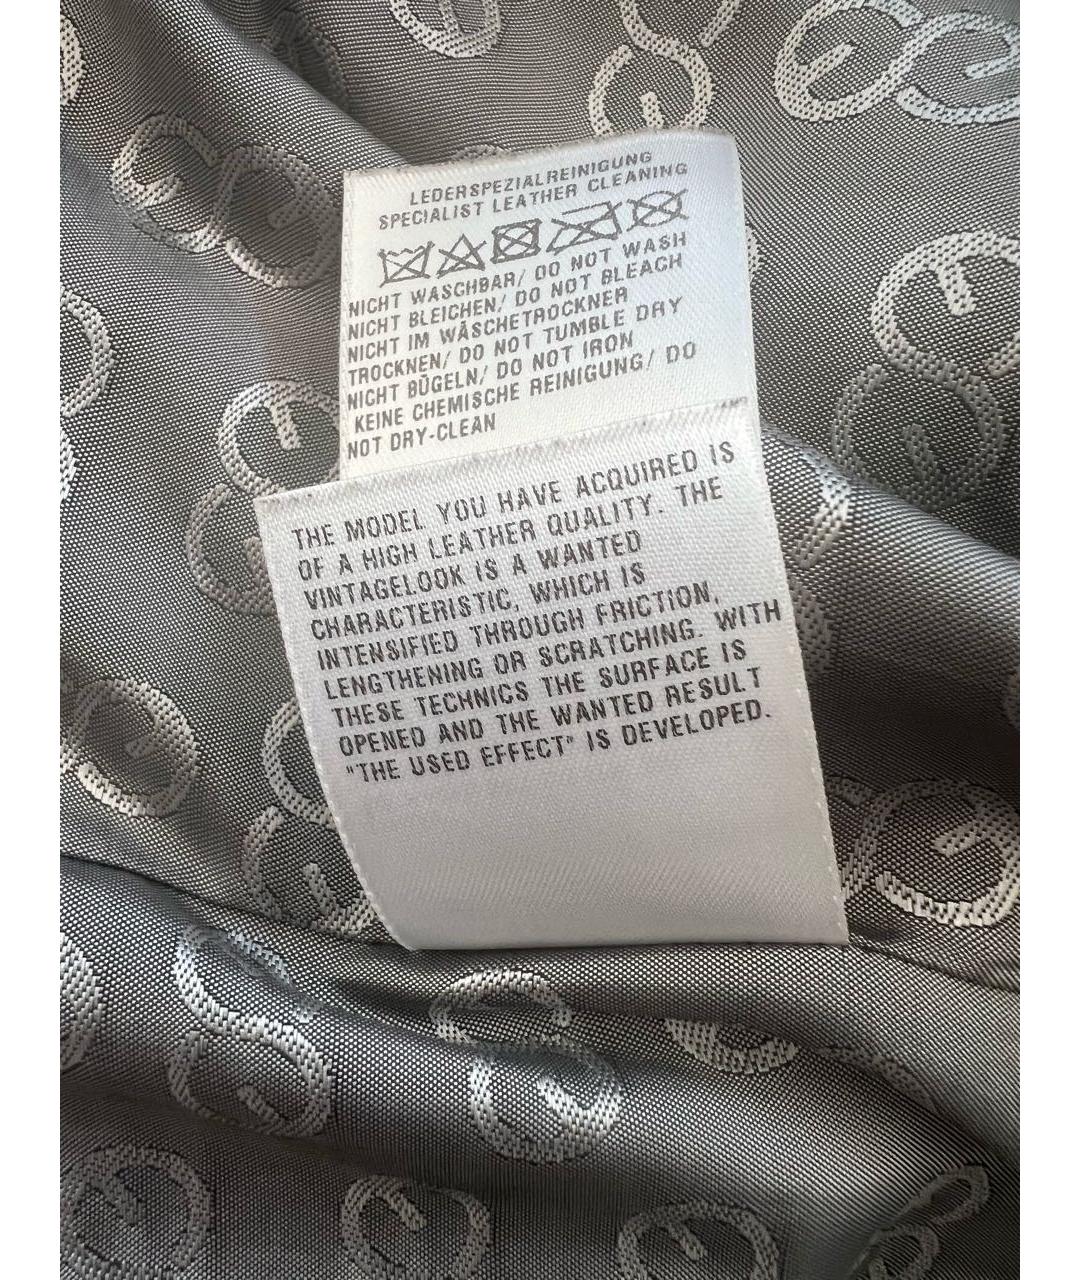 LEDERSPEZIALREINIGUNG
SPECIALIST LEATHER CLEANING
NICHT WASCHBAR/ DO NOT WASH
NICHT BLEICHEN/ DO NOT BLEACH
NICHT IM WÄSCHETROCKNER
TROCKNEN/ DO NOT TUMBLE DRY
NICHT BÜGELN/ DO NOT IRON
KEINE CHEMISCHE REINIGUNG/ DO
NOT DRY-CLEAN
THE MODEL YOU HAVE ACQUIRED IS
OF A HIGH LEATHER QUALITY. THE
VINTAGELOOK IS A WANTED
CHARACTERISTIC, WHICH IS
INTENSIFIED THROUGH FRICTION,
LENGTHENING OR SCRATCHING. WITH
THESE TECHNICS THE SURFACE IS
OPENED AND THE WANTED RESULT
"THE USED EFFECT" IS DEVELOPED.